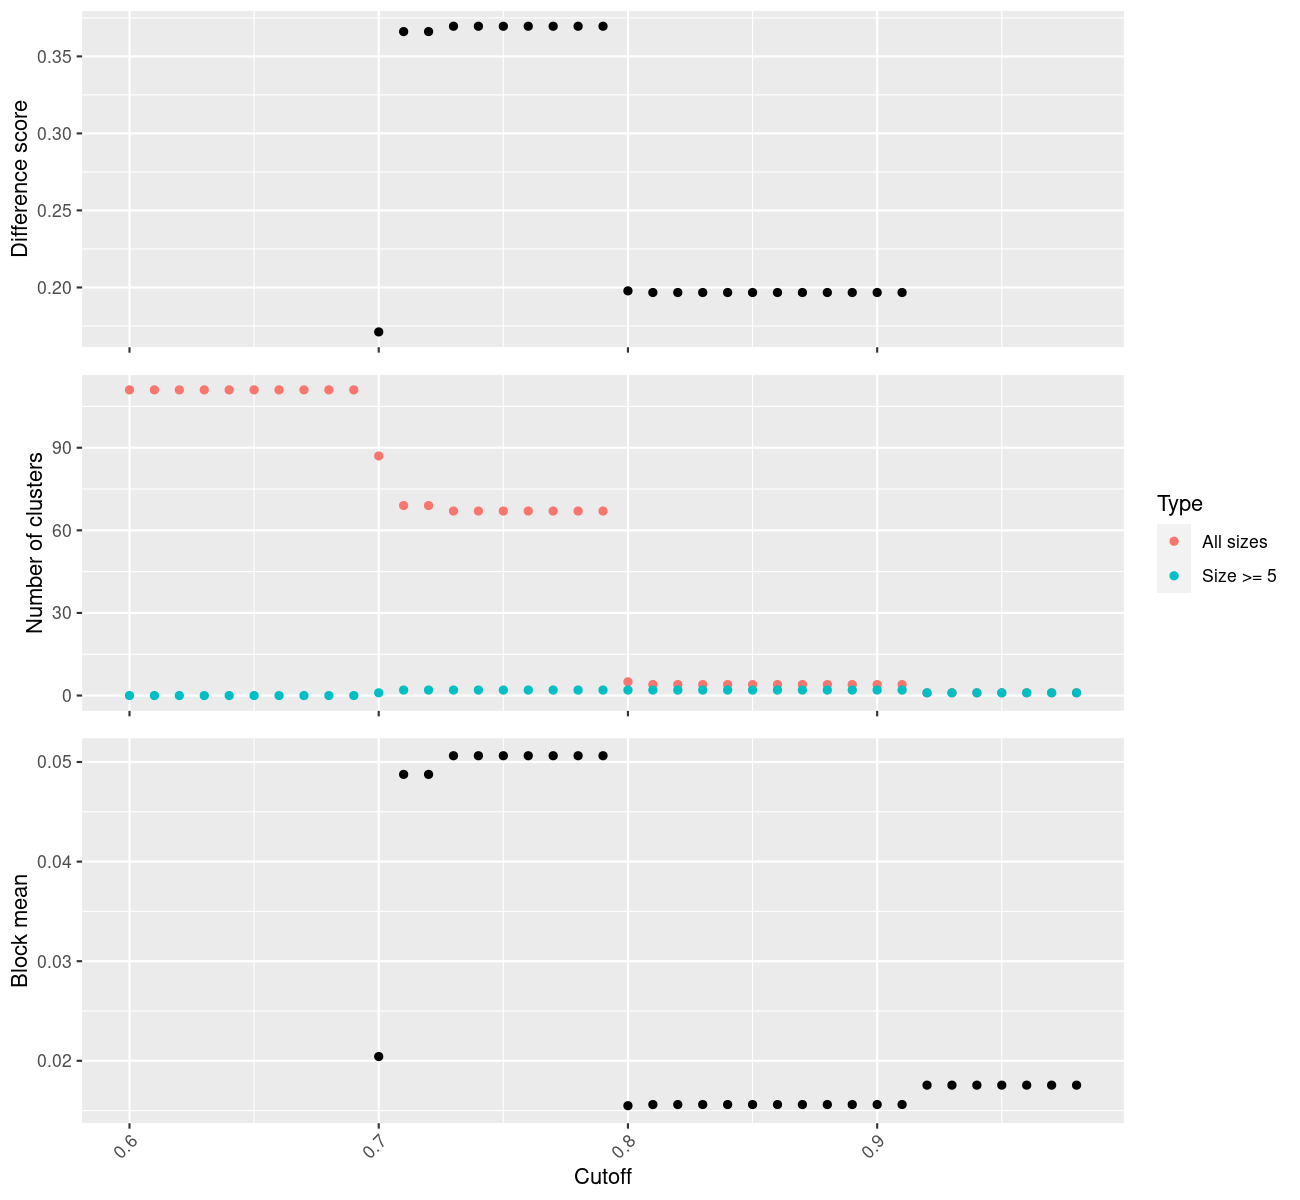 Difference score
0.35
0.30
0.25
0.20
Number of clusters
90
60
30
0
Type
All sizes
Size >= 5
Block mean
0.05
0.04
0.03
0.02
0.6
0.7
0.8
0.9
Cutoff